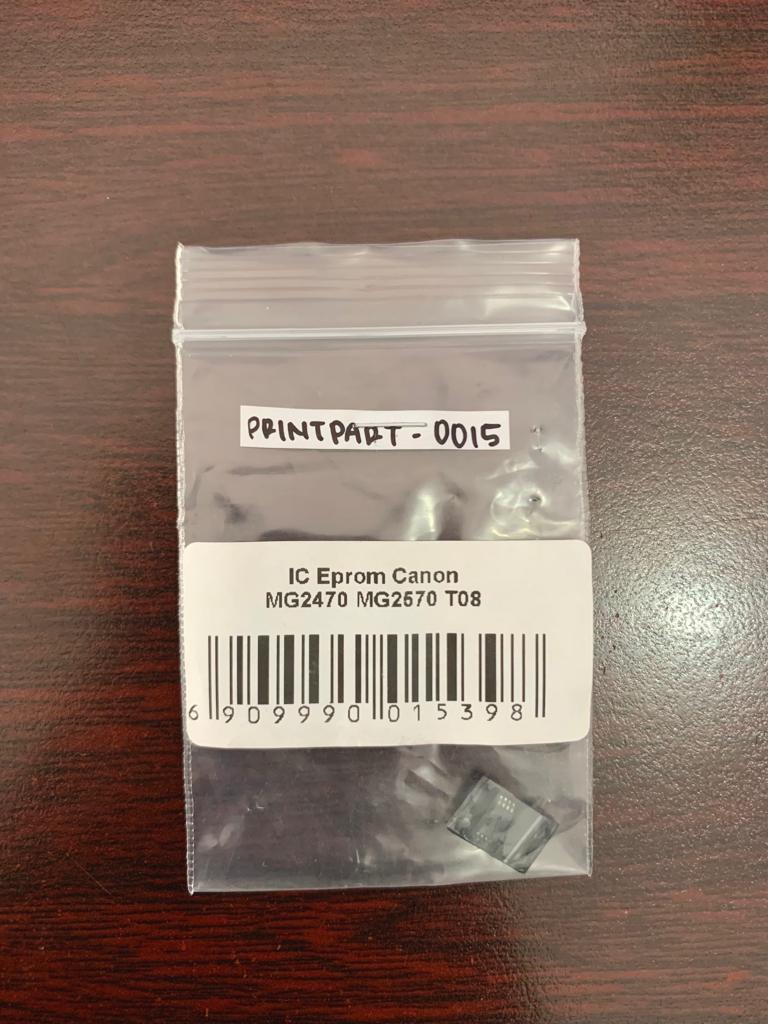 PRINTPART - 0015
IC Eprom Canon
MG2470 MG2570 T08
6 909990 015398